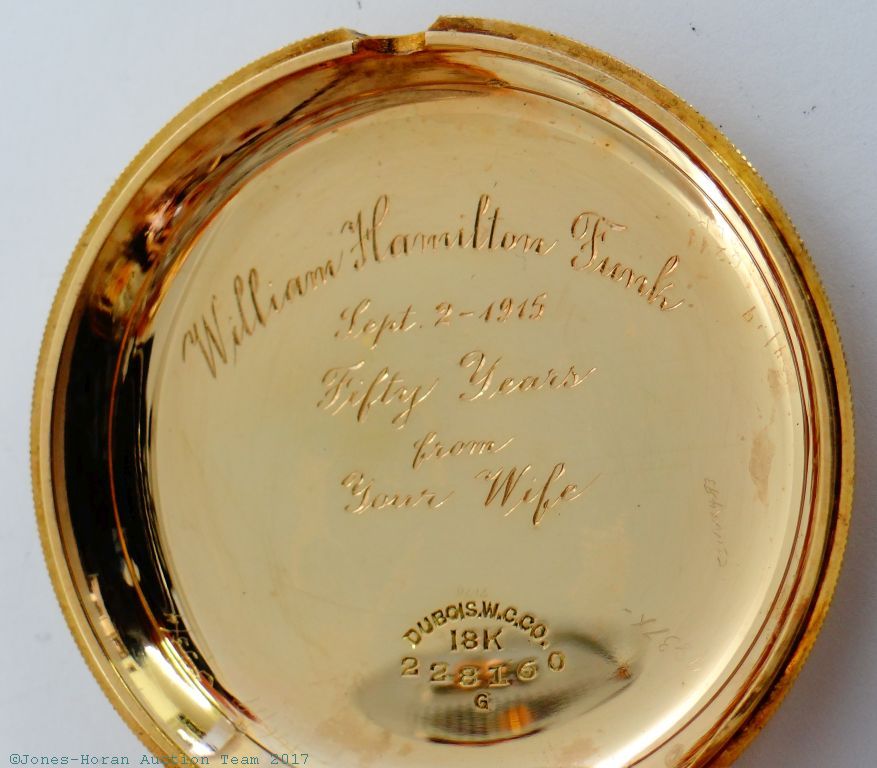 William Hamilton Funk
Sept. 2-1915
Fifty Years
from
Your Wife
DUBOIS.W.C.CO.
18K
228160
G
©Jones-Horan Auction Team 2017